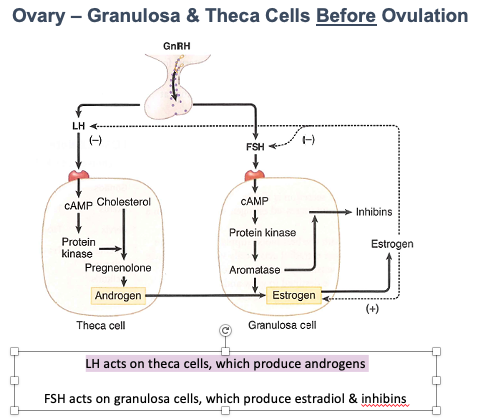 Ovary – Granulosa & Theca Cells Before Ovulation
GnRH
LH
(–)
FSH
(–)
cAMP
Cholesterol
cAMP
Inhibins
Protein
kinase
Protein kinase
Estrogen
Pregnenolone
Aromatase
Androgen
Estrogen
(+)
Theca cell
Granulosa cell
LH acts on theca cells, which produce androgens
FSH acts on granulosa cells, which produce estradiol & inhibins